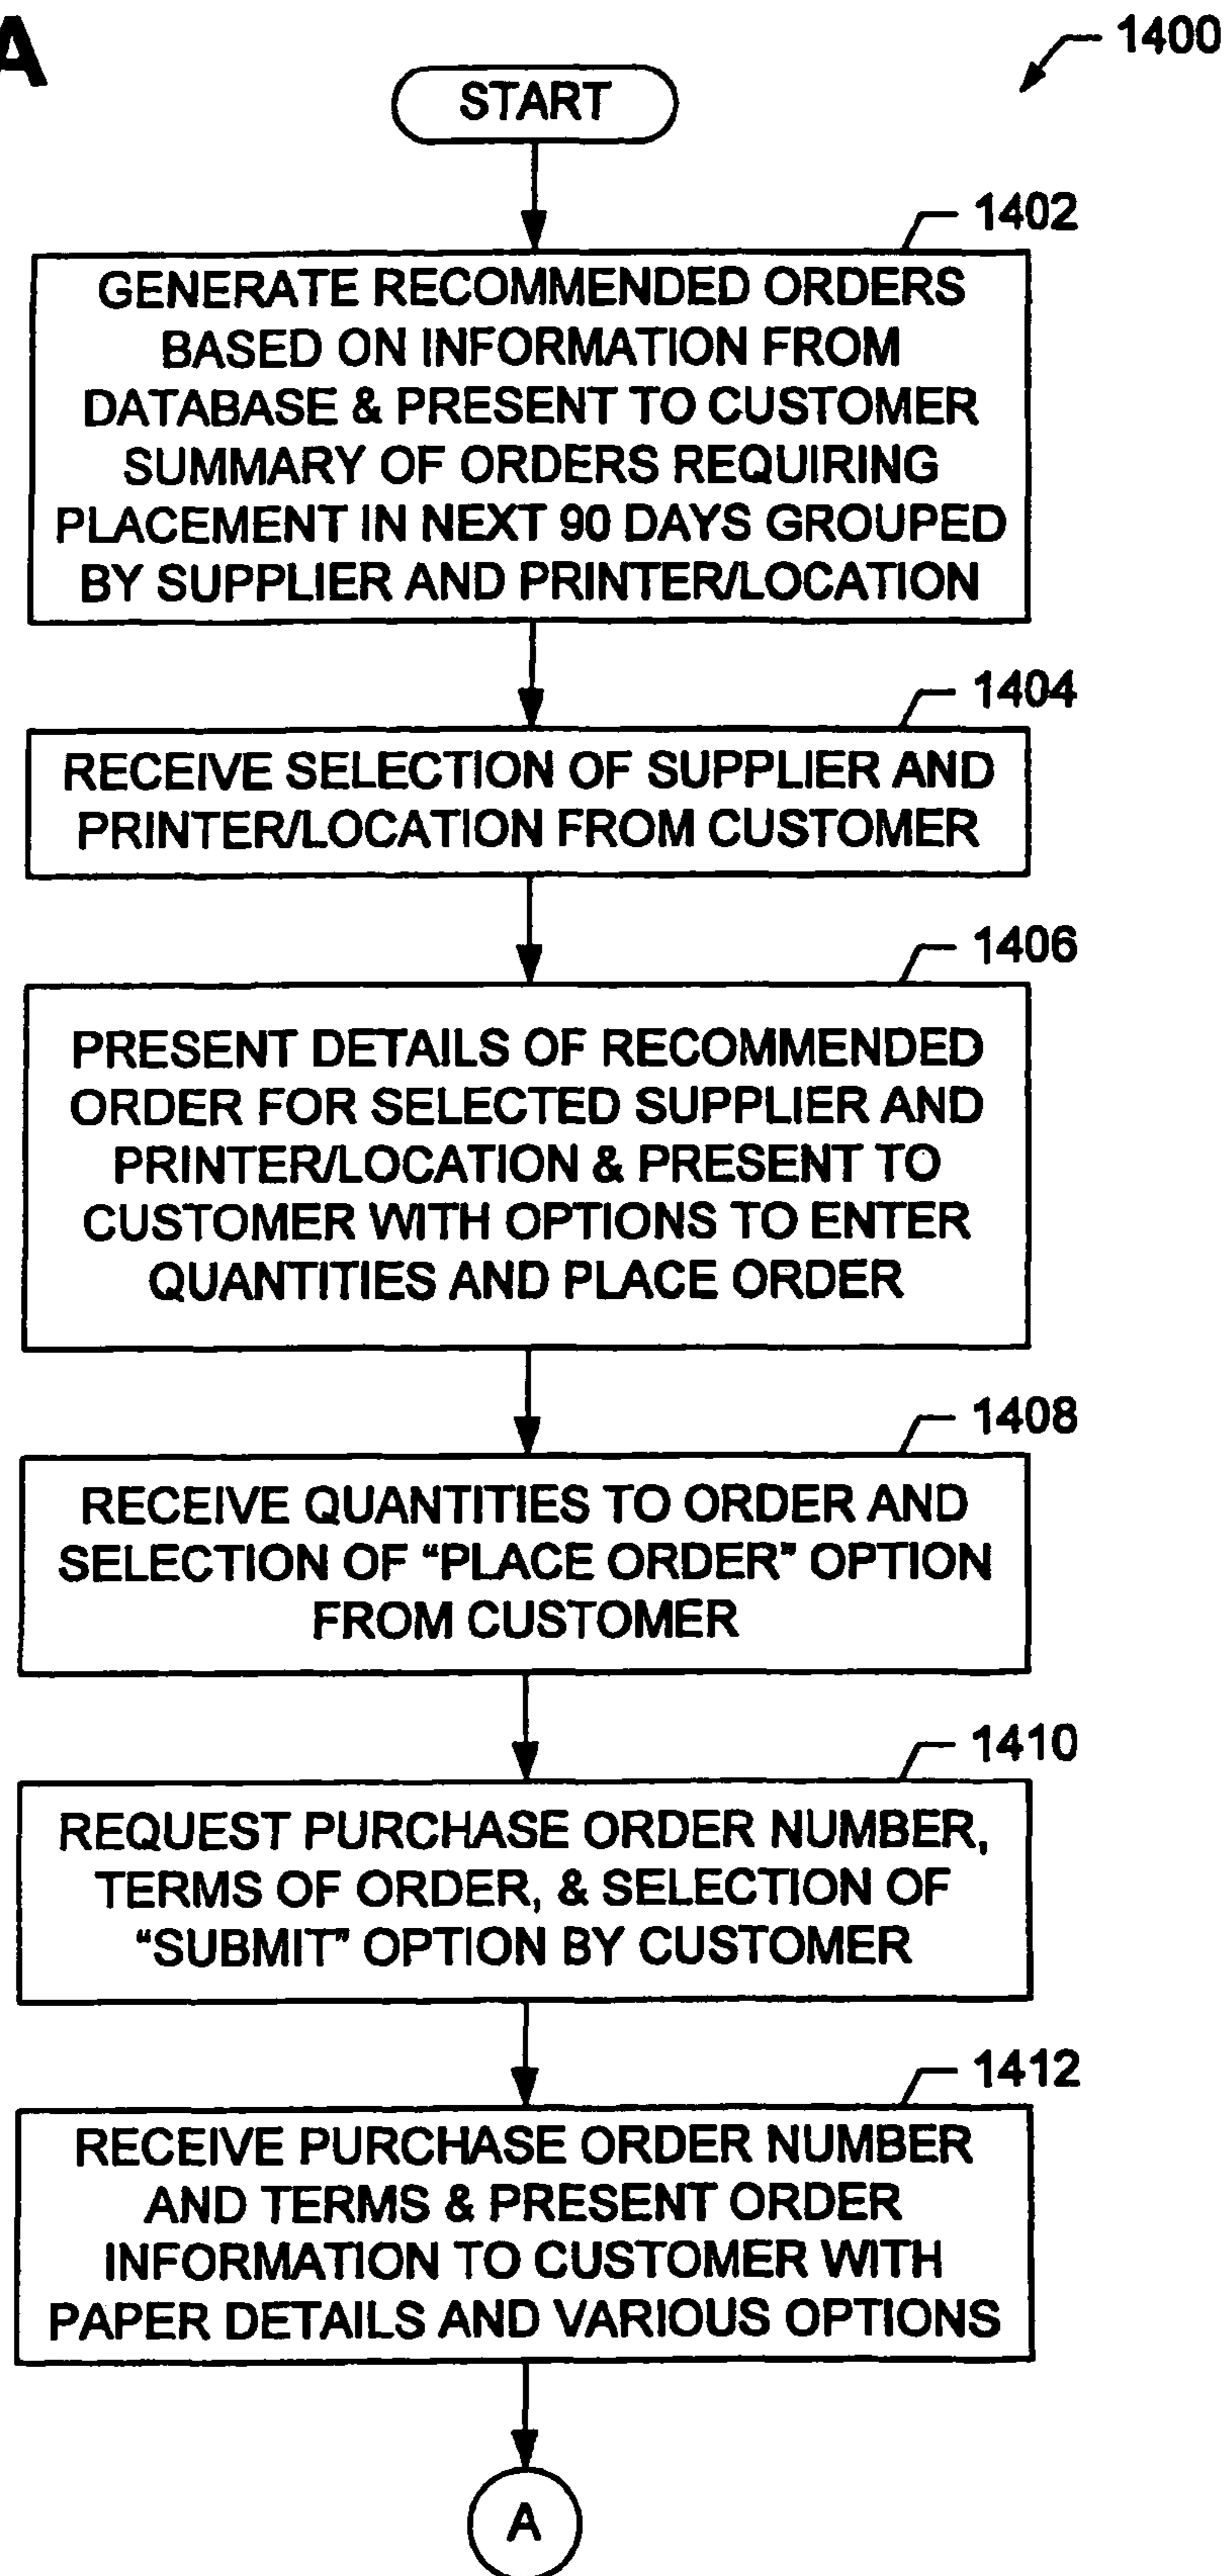 A
1400
START
1402
GENERATE RECOMMENDED ORDERS
BASED ON INFORMATION FROM
DATABASE & PRESENT TO CUSTOMER
SUMMARY OF ORDERS REQUIRING
PLACEMENT IN NEXT 90 DAYS GROUPED
BY SUPPLIER AND PRINTER/LOCATION
1404
RECEIVE SELECTION OF SUPPLIER AND
PRINTER/LOCATION FROM CUSTOMER
1406
PRESENT DETAILS OF RECOMMENDED
ORDER FOR SELECTED SUPPLIER AND
PRINTER/LOCATION & PRESENT TO
CUSTOMER WITH OPTIONS TO ENTER
QUANTITIES AND PLACE ORDER
1408
RECEIVE QUANTITIES TO ORDER AND
SELECTION OF “PLACE ORDER” OPTION
FROM CUSTOMER
1410
REQUEST PURCHASE ORDER NUMBER,
TERMS OF ORDER, & SELECTION OF
“SUBMIT” OPTION BY CUSTOMER
1412
RECEIVE PURCHASE ORDER NUMBER
AND TERMS & PRESENT ORDER
INFORMATION TO CUSTOMER WITH
PAPER DETAILS AND VARIOUS OPTIONS
A